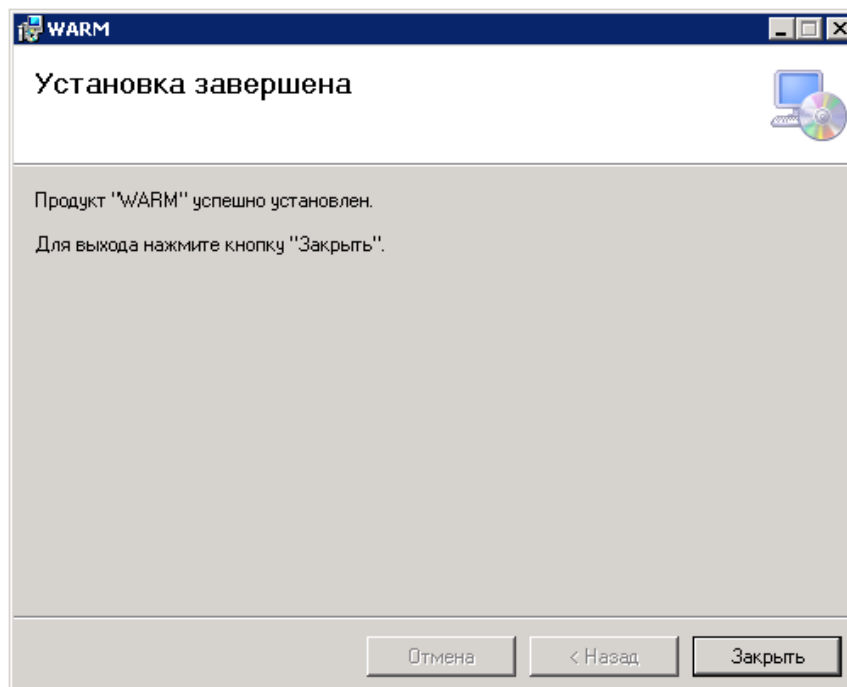 WARM
Установка завершена
Продукт "WARM" успешно установлен.
Для выхода нажмите кнопку "Закрыть".
Отмена
< Назад
Закрыть